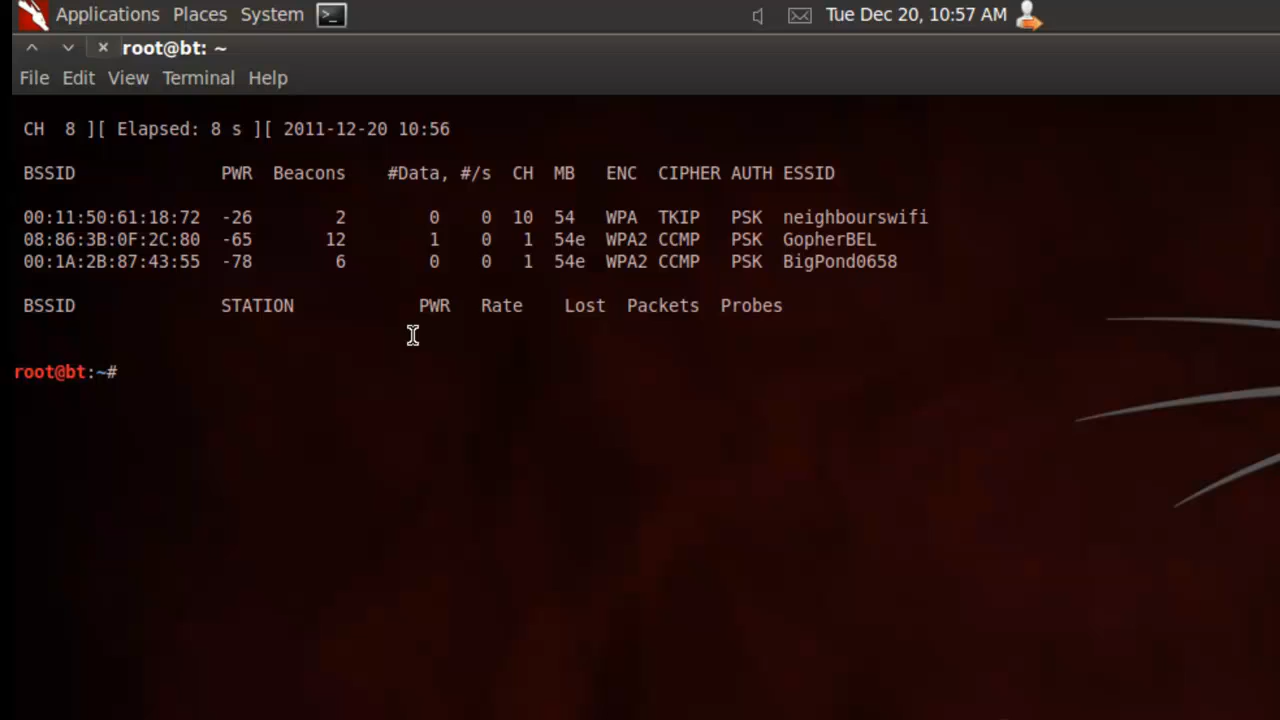 Applications Places System Tue Dec 20, 10:57 AM
root@bt: ~
File Edit View Terminal Help
CH 8 ][ Elapsed: 8 s ][ 2011-12-20 10:56
BSSID PWR Beacons #Data, #/s CH MB ENC CIPHER AUTH ESSID
00:11:50:61:18:72 -26 2 0 0 10 54 WPA TKIP PSK neighbourswifi
08:86:3B:0F:2C:80 -65 12 1 0 1 54e WPA2 CCMP PSK GopherBEL
00:1A:2B:87:43:55 -78 6 0 0 1 54e WPA2 CCMP PSK BigPond0658
BSSID STATION PWR Rate Lost Packets Probes
root@bt:~#